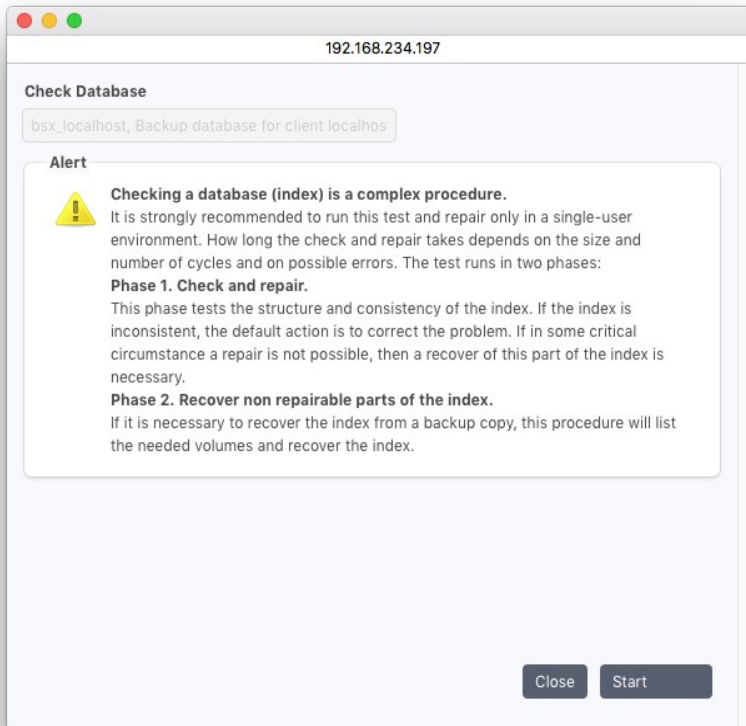 192.168.234.197
Check Database
bsx_localhost, Backup database for client localhos
Alert
Checking a database (index) is a complex procedure.
It is strongly recommended to run this test and repair only in a single-user
environment. How long the check and repair takes depends on the size and
number of cycles and on possible errors. The test runs in two phases:
Phase 1. Check and repair.
This phase tests the structure and consistency of the index. If the index is
inconsistent, the default action is to correct the problem. If in some critical
circumstance a repair is not possible, then a recover of this part of the index is
necessary.
Phase 2. Recover non repairable parts of the index.
If it is necessary to recover the index from a backup copy, this procedure will list
the needed volumes and recover the index.
Close
Start